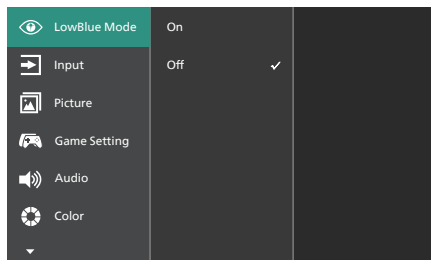 LowBlue Mode
On
Input
Off
Picture
Game Setting
Audio
Color